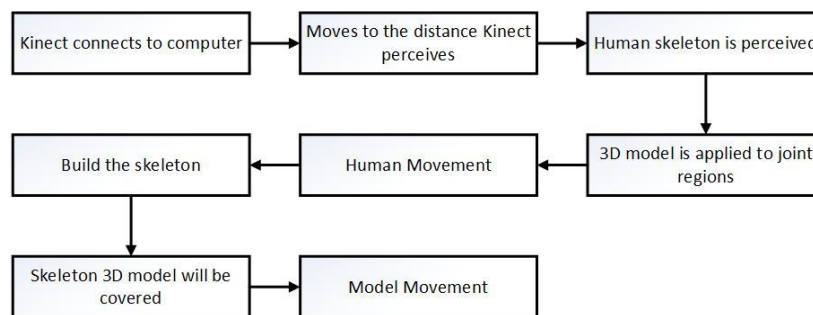 Kinect connects to computer
Moves to the distance Kinect
perceives
Human skeleton is perceived
Build the skeleton
Human Movement
3D model is applied to joint
regions
Skeleton 3D model will be
covered
Model Movement